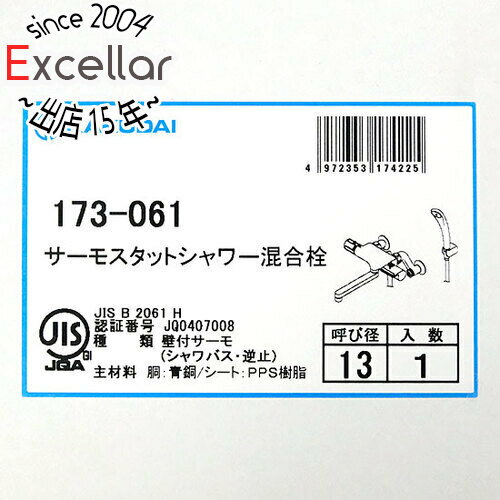 since 2004
Excellar
~出店15年~
4 972353 174225
173-061
サーモスタットシャワー混合栓
JIS B 2061 H
認証番号 JQ0407008
種 類 壁付サーモ
(シャワバス・逆止)
主材料 胴:青銅/シート:PPS樹脂
JIS
GI
JQA
呼び径 入 数
13 1